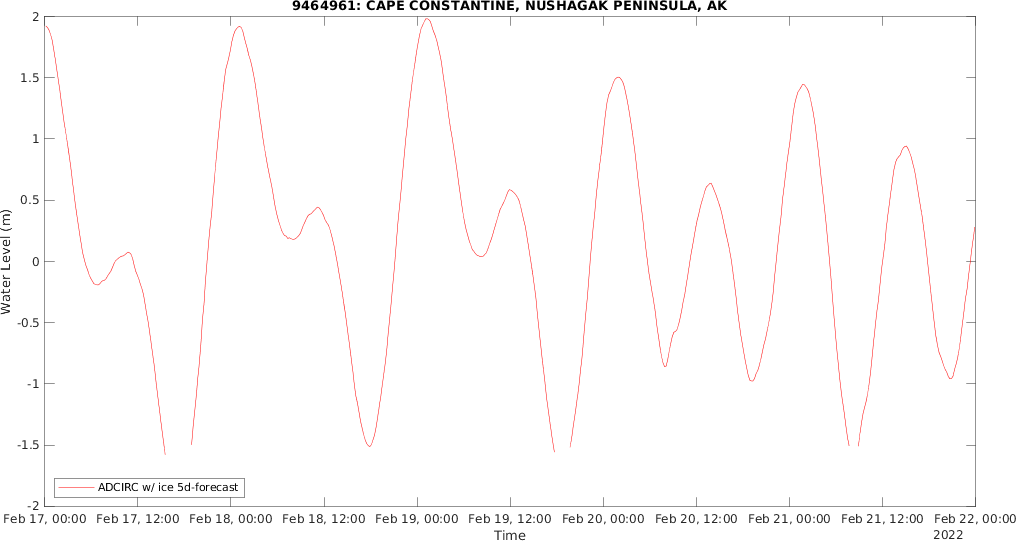 9464961: CAPE CONSTANTINE, NUSHAGAK PENINSULA, AK
Water Level (m)
2
1.5
1
0.5
0
-0.5
-1
-1.5
-2
ADCIRC w/ ice 5d-forecast
Feb 17, 00:00 Feb 17, 12:00 Feb 18, 00:00 Feb 18, 12:00 Feb 19, 00:00 Feb 19, 12:00 Feb 20, 00:00 Feb 20, 12:00 Feb 21, 00:00 Feb 21, 12:00 Feb 22, 00:00
Time
2022